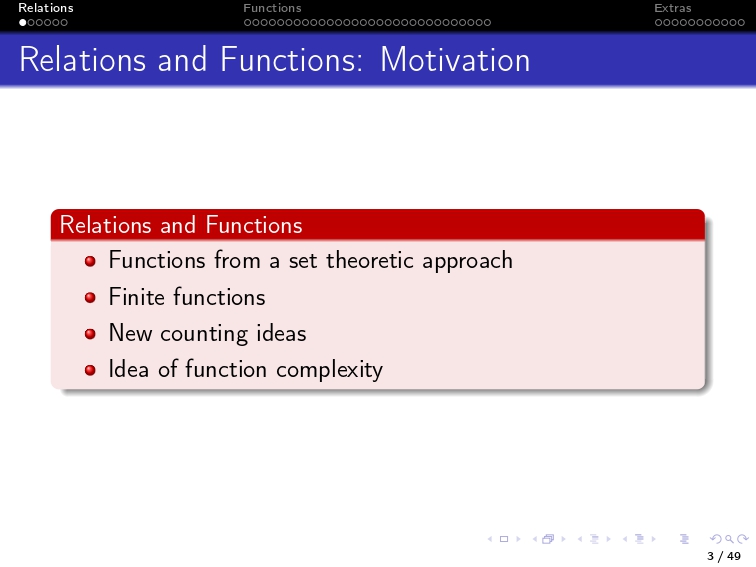 Relations Functions Extras
Relations and Functions: Motivation
Relations and Functions
Functions from a set theoretic approach
Finite functions
New counting ideas
Idea of function complexity
3 / 49